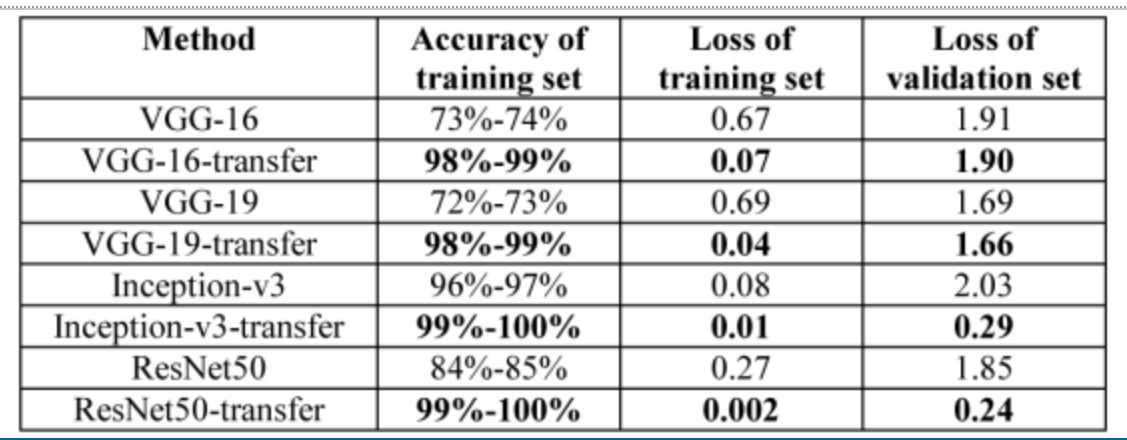 Method Accuracy of training set Loss of training set Loss of validation set
VGG-16 73%-74% 0.67 1.91
VGG-16-transfer 98%-99% 0.07 1.90
VGG-19 72%-73% 0.69 1.69
VGG-19-transfer 98%-99% 0.04 1.66
Inception-v3 96%-97% 0.08 2.03
Inception-v3-transfer 99%-100% 0.01 0.29
ResNet50 84%-85% 0.27 1.85
ResNet50-transfer 99%-100% 0.002 0.24